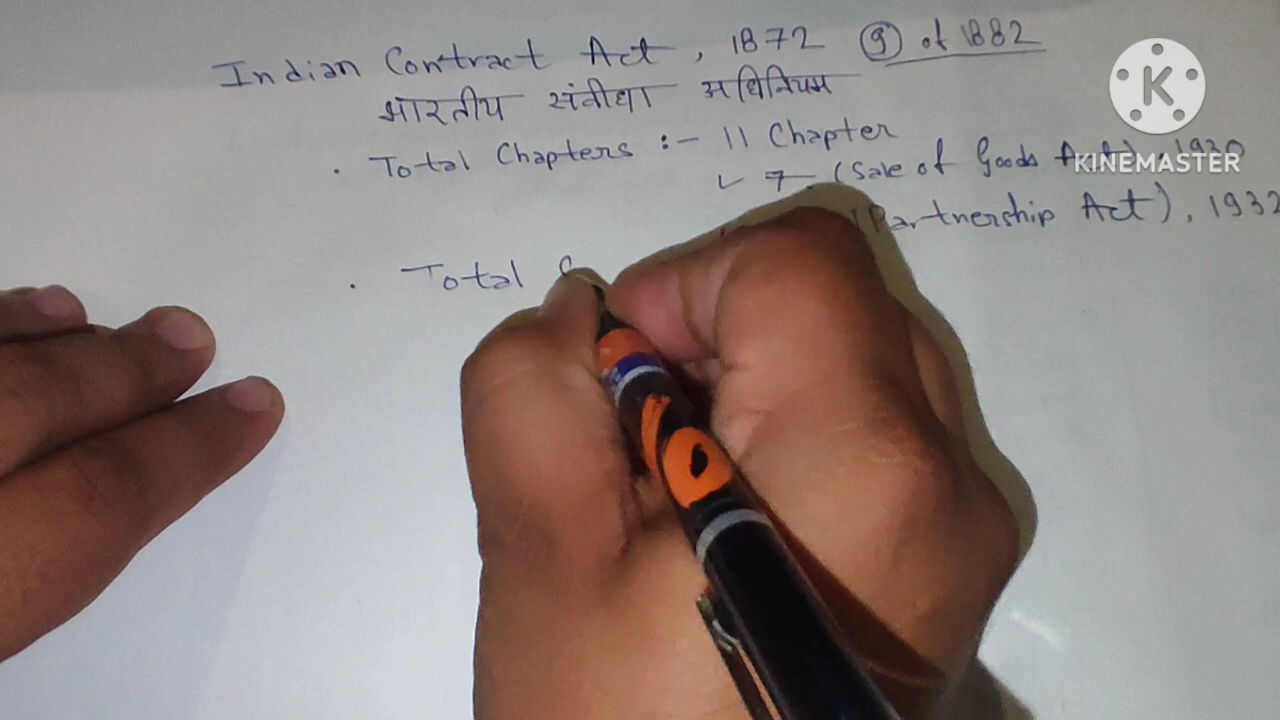 Indian Contract Act, 1872 (9) of 1882
भारतीय संवीधा अधिनियम
. Total Chapters :- 11 Chapter
7 (Sale of Goods Act), 1930
(Partnership Act), 1932
. Total
K
KINEMASTER